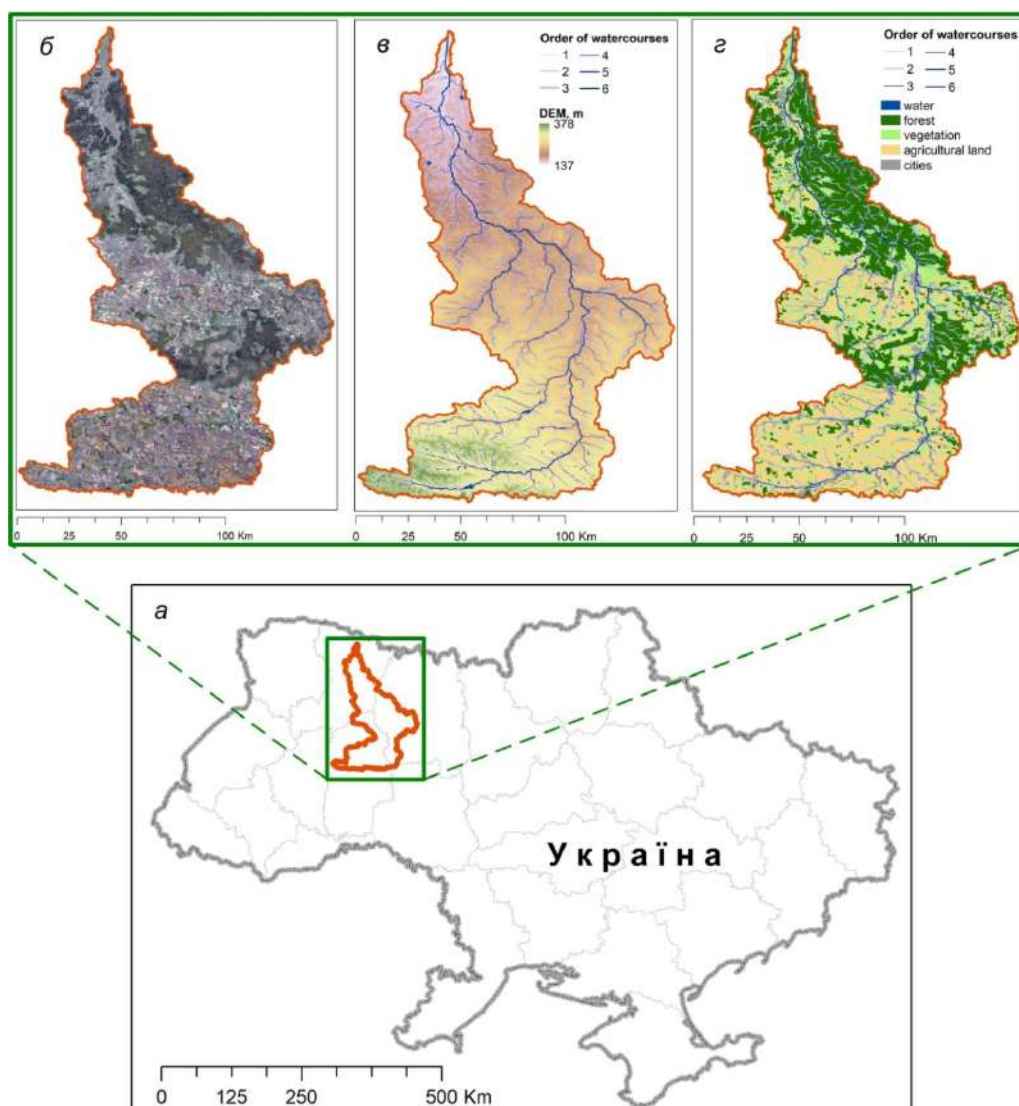 б
0 25 50 100 Km
в
Order of watercourses
1 4
2 5
3 6
DEM, m
378
137
0 25 50 100 Km
г
Order of watercourses
1 4
2 5
3 6
water
forest
vegetation
agricultural land
cities
0 25 50 100 Km
а
Україна
0 125 250 500 Km